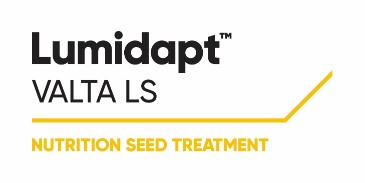 Lumidapt™
VALTA LS
NUTRITION SEED TREATMENT